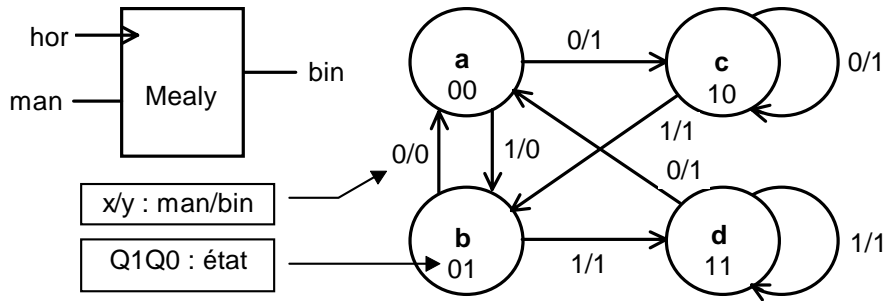 hor
man
Mealy
bin
x/y : man/bin
Q1Q0 : état
a
00
0/1
c
10
0/1
1/1
0/0
1/0
0/1
b
01
1/1
d
11
1/1